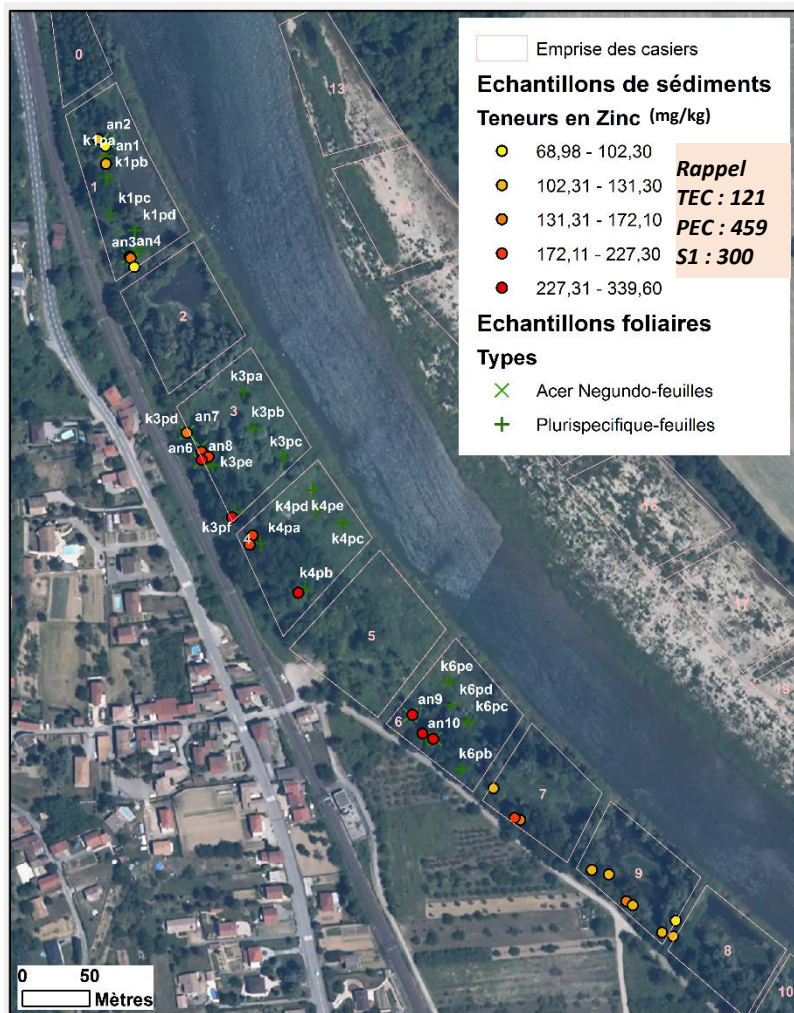 Emprise des casiers
Echantillons de sédiments
Teneurs en Zinc (mg/kg)
68,98 - 102,30
102,31 - 131,30
131,31 - 172,10
172,11 - 227,30
227,31 - 339,60
Rappel
TEC : 121
PEC : 459
S1 : 300
Echantillons foliaires
Types
Acer Negundo-feuilles
Plurispecifique-feuilles
0
13
an2
k1pa
an1
k1pb
1
k1pc
k1pd
an3
an4
2
k3pa
3
k3pb
k3pd
an7
an6
an8
k3pc
k3pe
k3pf
k4pd
k4pe
k4pa
k4pc
4
k4pb
16
17
5
k6pe
k6pd
an9
k6pc
6
an10
k6pb
7
9
8
10
0 50
Mètres